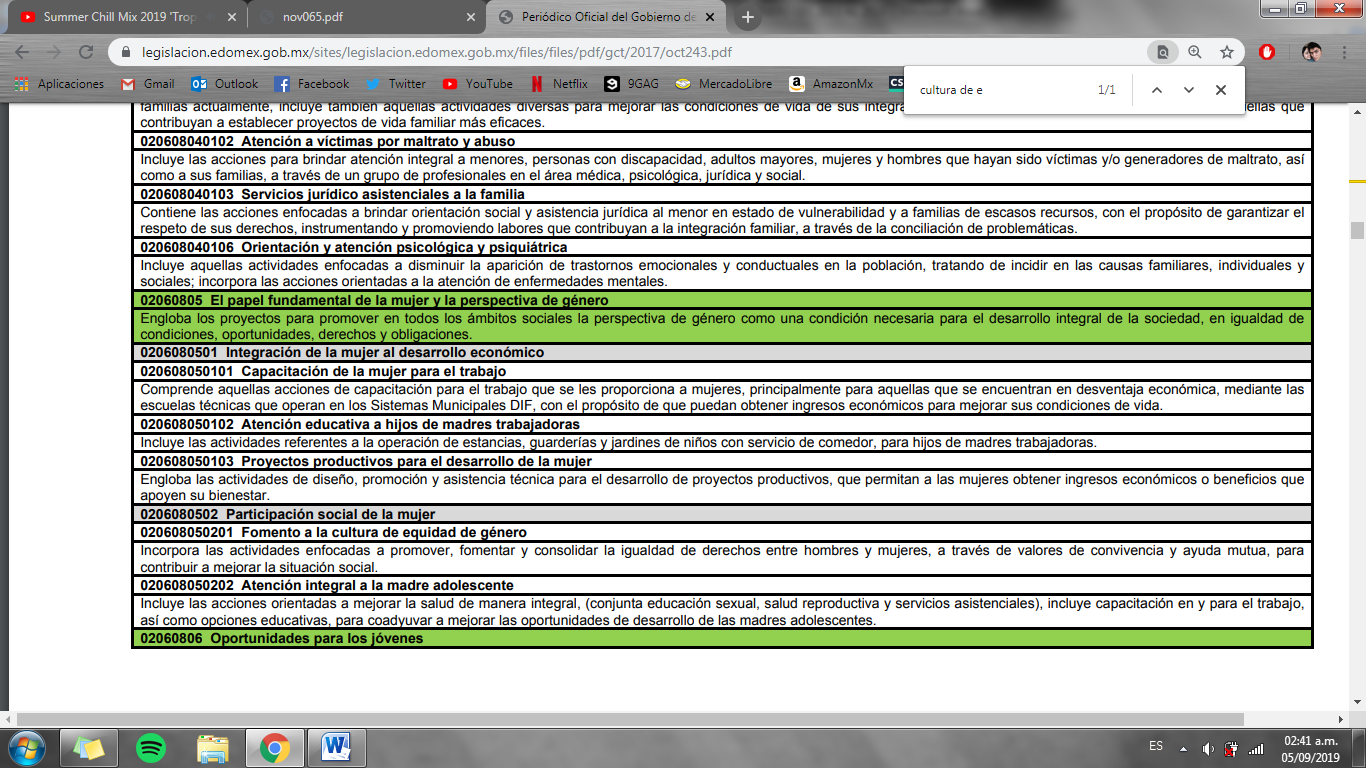 Summer Chill Mix 2019 'Trop
nov065.pdf
Periódico Oficial del Gobierno de
legislacion.edomex.gob.mx/sites/legislacion.edomex.gob.mx/files/files/pdf/gct/2017/oct243.pdf
Aplicaciones Gmail Outlook Facebook Twitter YouTube Netflix 9GAG MercadoLibre AmazonMx CS
cultura de e 1/1
familias actualmente, incluye también aquellas actividades diversas para mejorar las condiciones de vida de sus que
contribuyan a establecer proyectos de vida familiar más eficaces.
020608040102 Atención a víctimas por maltrato y abuso
Incluye las acciones para brindar atención integral a menores, personas con discapacidad, adultos mayores, mujeres y hombres que hayan sido víctimas y/o generadores de maltrato, así
como a sus familias, a través de un grupo de profesionales en el área médica, psicológica, jurídica y social.
020608040103 Servicios jurídico asistenciales a la familia
Contiene las acciones enfocadas a brindar orientación social y asistencia jurídica al menor en estado de vulnerabilidad y a familias de escasos recursos, con el propósito de garantizar el
respeto de sus derechos, instrumentando y promoviendo labores que contribuyan a la integración familiar, a través de la conciliación de problemáticas.
020608040106 Orientación y atención psicológica y psiquiátrica
Incluye aquellas actividades enfocadas a disminuir la aparición de trastornos emocionales y conductuales en la población, tratando de incidir en las causas familiares, individuales y
sociales; incorpora las acciones orientadas a la atención de enfermedades mentales.
02060805 El papel fundamental de la mujer y la perspectiva de género
Engloba los proyectos para promover en todos los ámbitos sociales la perspectiva de género como una condición necesaria para el desarrollo integral de la sociedad, en igualdad de
condiciones, oportunidades, derechos y obligaciones.
0206080501 Integración de la mujer al desarrollo económico
020608050101 Capacitación de la mujer para el trabajo
Comprende aquellas acciones de capacitación para el trabajo que se les proporciona a mujeres, principalmente para aquellas que se encuentran en desventaja económica, mediante las
escuelas técnicas que operan en los Sistemas Municipales DIF, con el propósito de que puedan obtener ingresos económicos para mejorar sus condiciones de vida.
020608050102 Atención educativa a hijos de madres trabajadoras
Incluye las actividades referentes a la operación de estancias, guarderías y jardines de niños con servicio de comedor, para hijos de madres trabajadoras.
020608050103 Proyectos productivos para el desarrollo de la mujer
Engloba las actividades de diseño, promoción y asistencia técnica para el desarrollo de proyectos productivos, que permitan a las mujeres obtener ingresos económicos o beneficios que
apoyen su bienestar.
0206080502 Participación social de la mujer
020608050201 Fomento a la cultura de equidad de género
Incorpora las actividades enfocadas a promover, fomentar y consolidar la igualdad de derechos entre hombres y mujeres, a través de valores de convivencia y ayuda mutua, para
contribuir a mejorar la situación social.
020608050202 Atención integral a la madre adolescente
Incluye las acciones orientadas a mejorar la salud de manera integral, (conjunta educación sexual, salud reproductiva y servicios asistenciales), incluye capacitación en y para el trabajo,
así como opciones educativas, para coadyuvar a mejorar las oportunidades de desarrollo de las madres adolescentes.
02060806 Oportunidades para los jóvenes
ES
02:41 a.m.
05/09/2019